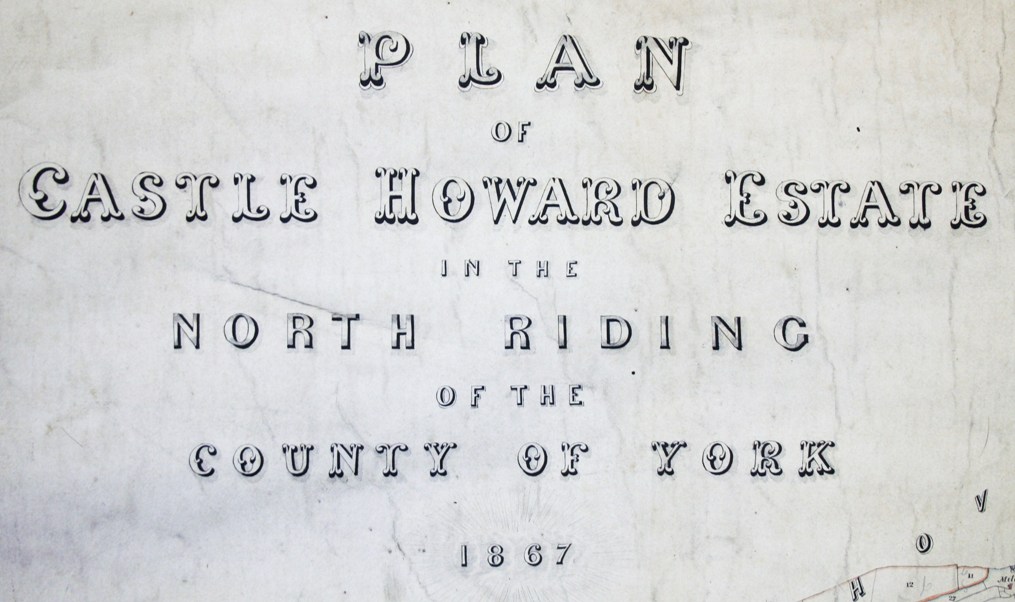 PLAN
OF
CASTLE HOWARD ESTATE
IN THE
NORTH RIDING
OF THE
COUNTY OF YORK
1867
V
O
H